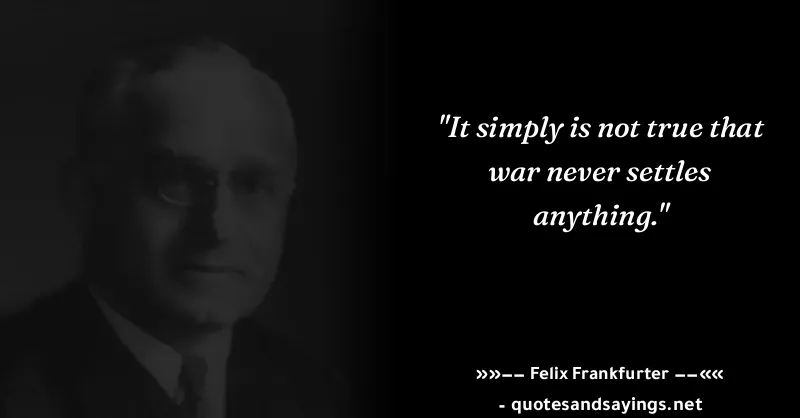 "It simply is not true that
war never settles
anything."
»»−− Felix Frankfurter −−««
- quotesandsayings.net